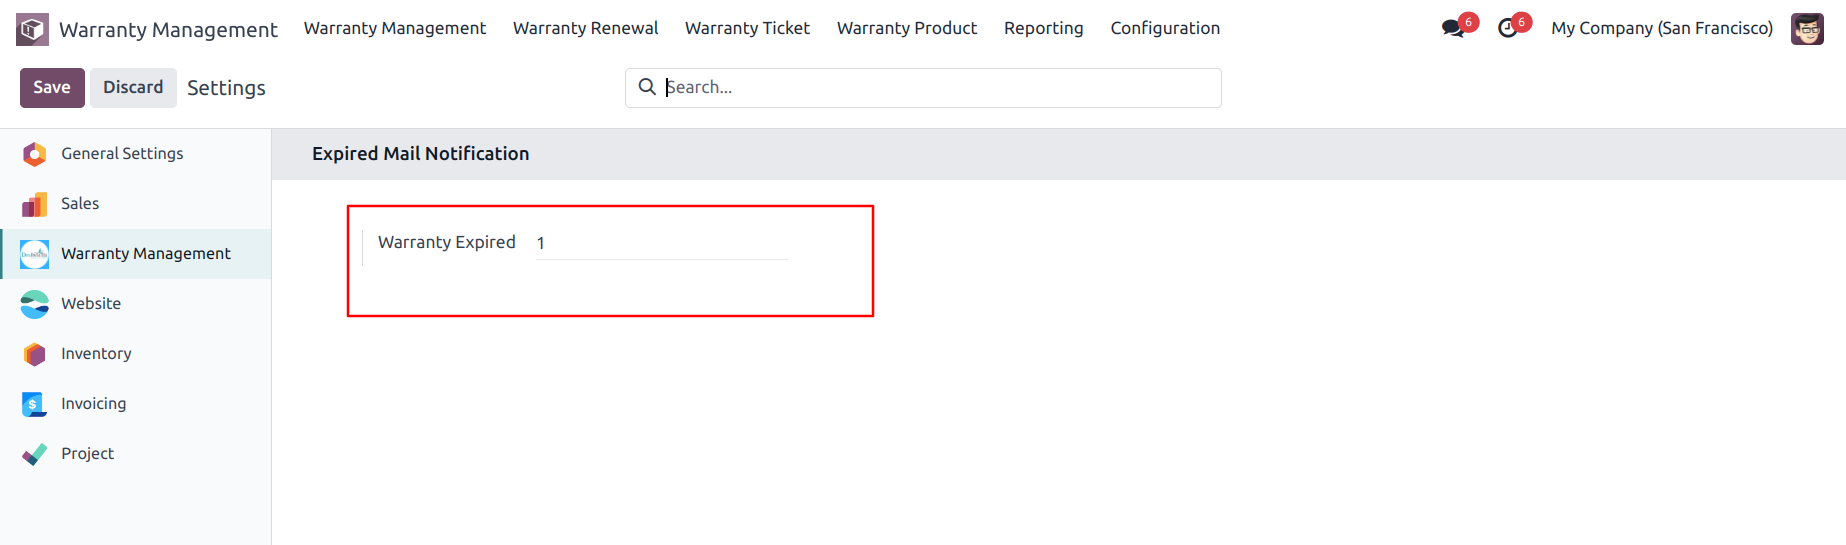 Warranty Management Warranty Management Warranty Renewal Warranty Ticket Warranty Product Reporting Configuration 6 6 My Company (San Francisco)
Save Discard Settings Search...
General Settings
Expired Mail Notification
Sales
Warranty Management
Warranty Expired 1
Website
Inventory
Invoicing
Project